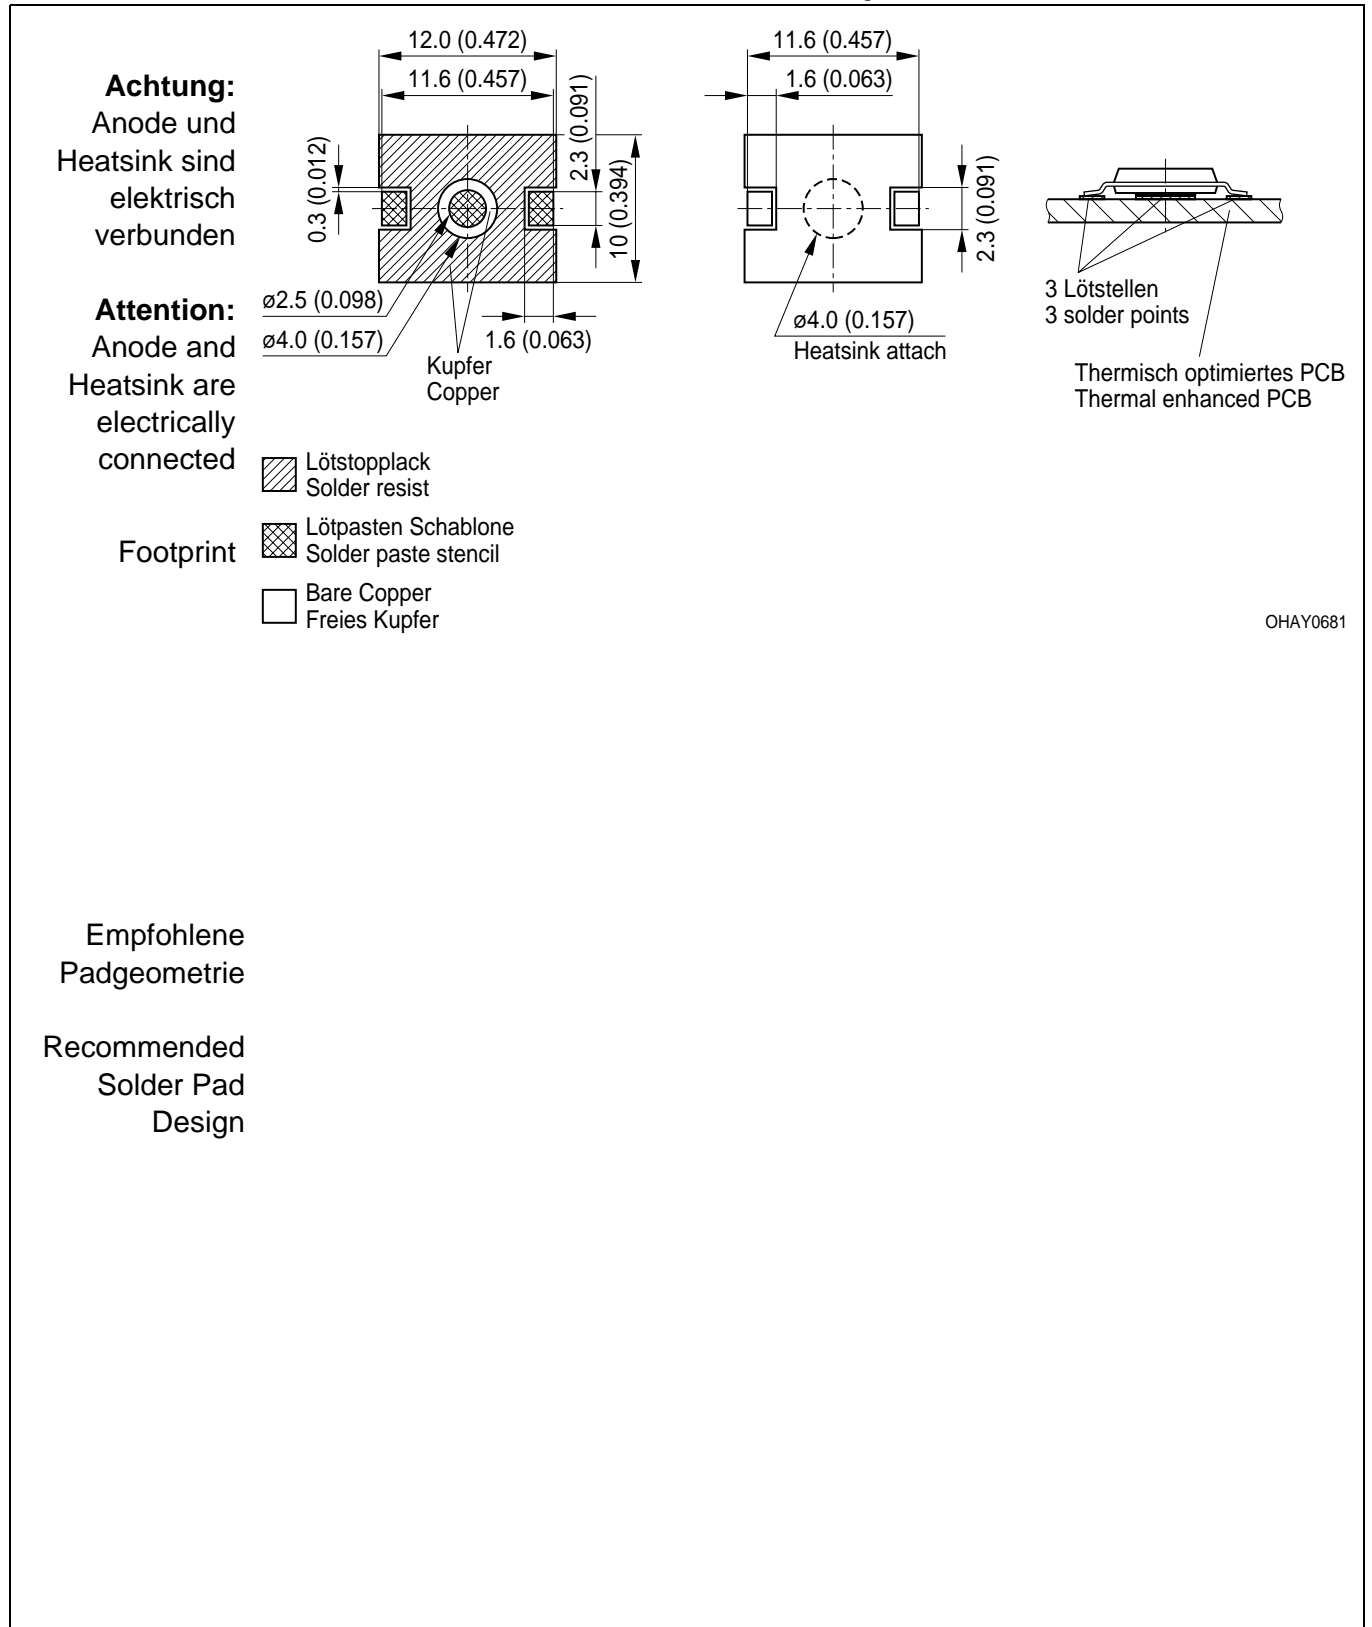 Achtung:
Anode und
Heatsink sind
elektrisch
verbunden
Attention:
Anode and
Heatsink are
electrically
connected
Footprint
12.0 (0.472)
11.6 (0.457)
2.3 (0.091)
0.3 (0.012)
10 (0.394)
ø2.5 (0.098)
ø4.0 (0.157)
1.6 (0.063)
Kupfer
Copper
11.6 (0.457)
1.6 (0.063)
2.3 (0.091)
ø4.0 (0.157)
Heatsink attach
3 Lötstellen
3 solder points
Thermisch optimiertes PCB
Thermal enhanced PCB
Lötstopplack
Solder resist
Lötpasten Schablone
Solder paste stencil
Bare Copper
Freies Kupfer
OHAY0681
Empfohlene
Padgeometrie
Recommended
Solder Pad
Design